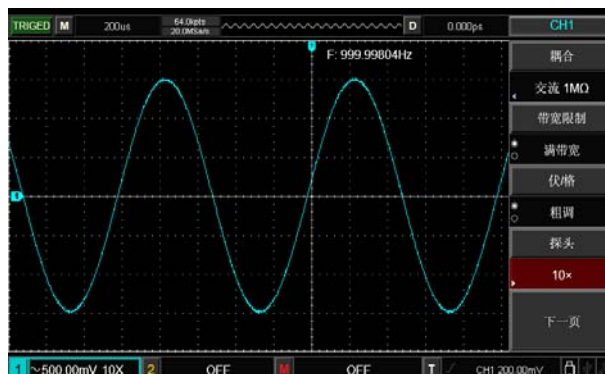 TRIGED M 200us 64.0kpts 20.0MSa/s D 0.000ps CH1
F: 999.99804Hz
耦合
交流 1MΩ
带宽限制
满带宽
伏/格
粗调
探头
10×
下一页
1 ~500.00mV 10X 2 OFF M OFF T CH1 200.00mV